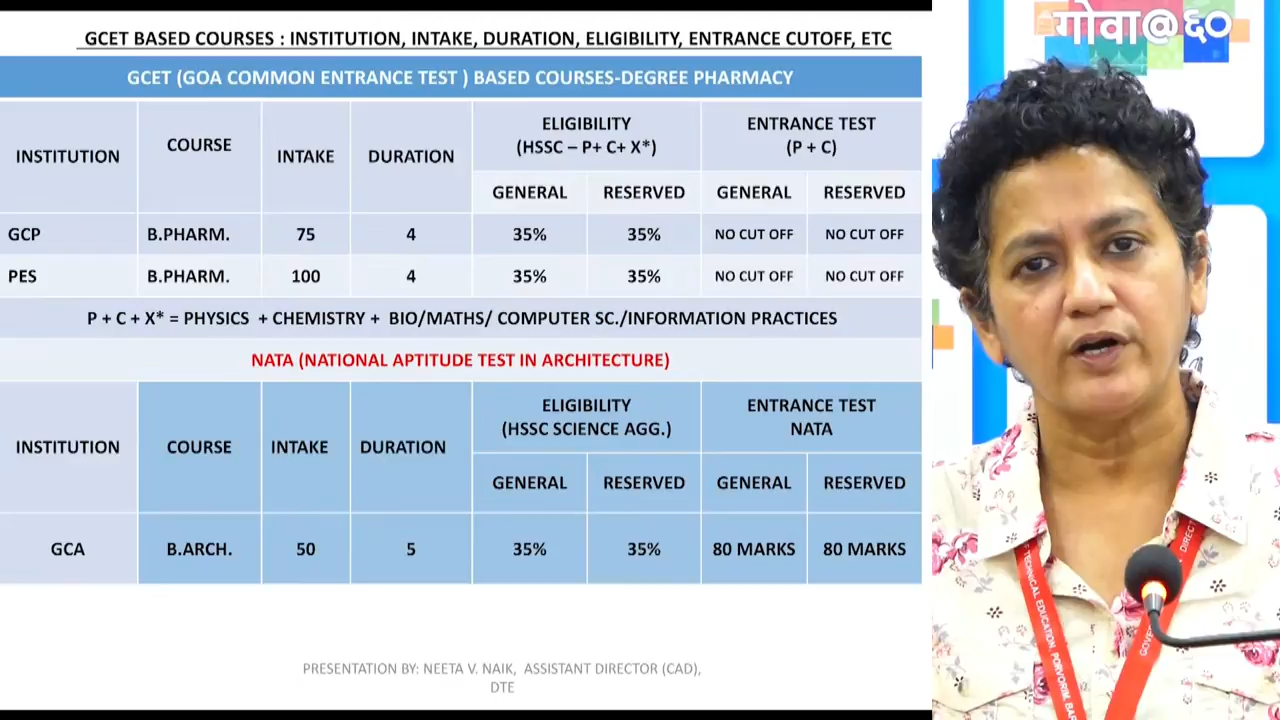 GCET BASED COURSES : INSTITUTION, INTAKE, DURATION, ELIGIBILITY, ENTRANCE CUTOFF, ETC
GCET (GOA COMMON ENTRANCE TEST ) BASED COURSES-DEGREE PHARMACY
INSTITUTION COURSE INTAKE DURATION ELIGIBILITY (HSSC – P+ C+ X*) ENTRANCE TEST (P + C)
GENERAL RESERVED GENERAL RESERVED
GCP B.PHARM. 75 4 35% 35% NO CUT OFF NO CUT OFF
PES B.PHARM. 100 4 35% 35% NO CUT OFF NO CUT OFF
P + C + X* = PHYSICS + CHEMISTRY + BIO/MATHS/ COMPUTER SC./INFORMATION PRACTICES
NATA (NATIONAL APTITUDE TEST IN ARCHITECTURE)
INSTITUTION COURSE INTAKE DURATION ELIGIBILITY (HSSC SCIENCE AGG.) ENTRANCE TEST NATA
GENERAL RESERVED GENERAL RESERVED
GCA B.ARCH. 50 5 35% 35% 80 MARKS 80 MARKS
PRESENTATION BY: NEETA V. NAIK, ASSISTANT DIRECTOR (CAD),
DTE
गोवा@६०
TECHNICAL EDUCATION, PORVORIM, BAR